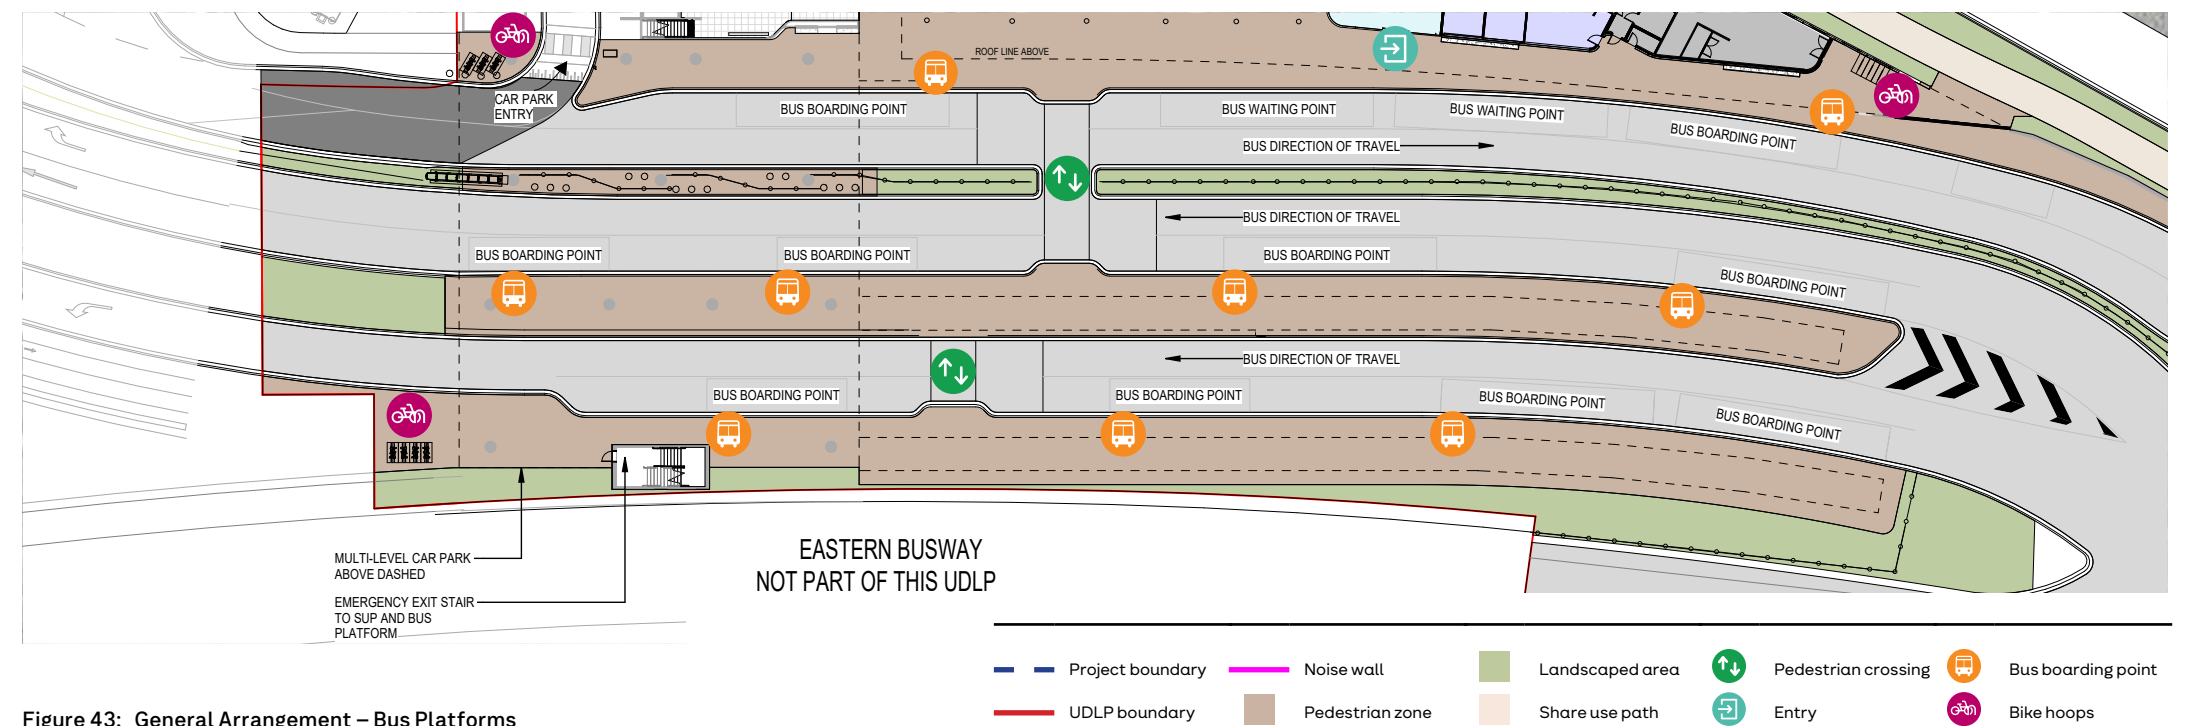 ROOF LINE ABOVE
CAR PARK
ENTRY
BUS BOARDING POINT
BUS WAITING POINT
BUS WAITING POINT
BUS BOARDING POINT
BUS DIRECTION OF TRAVEL
BUS DIRECTION OF TRAVEL
BUS BOARDING POINT
BUS BOARDING POINT
BUS BOARDING POINT
BUS BOARDING POINT
BUS DIRECTION OF TRAVEL
BUS BOARDING POINT
BUS BOARDING POINT
BUS BOARDING POINT
BUS BOARDING POINT
EASTERN BUSWAY
NOT PART OF THIS UDLP
MULTI-LEVEL CAR PARK
ABOVE DASHED
EMERGENCY EXIT STAIR
TO SUP AND BUS
PLATFORM
Project boundary
Noise wall
Landscaped area
Pedestrian crossing
Bus boarding point
UDLP boundary
Pedestrian zone
Share use path
Entry
Bike hoops
Figure 43: General Arrangement – Bus Platforms